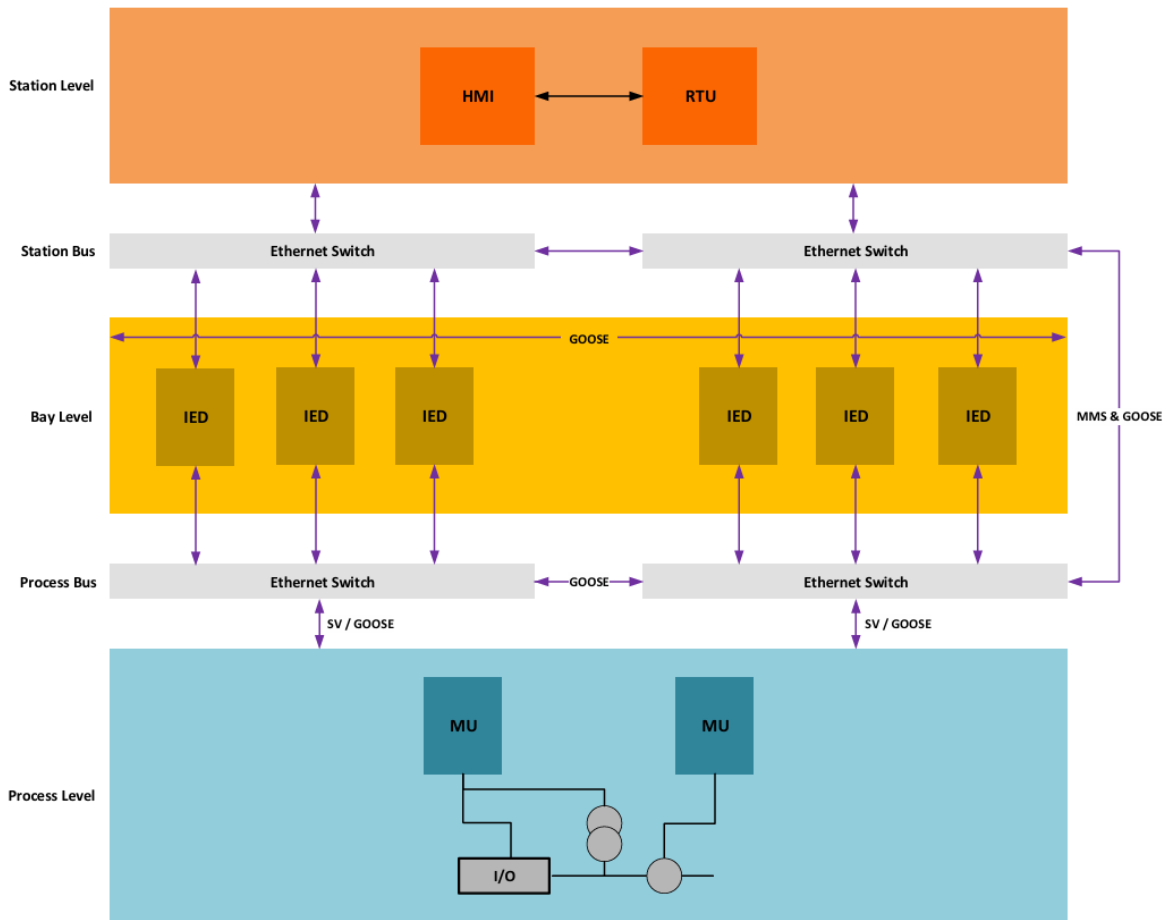 Station Level
HMI
RTU
Station Bus
Ethernet Switch
Ethernet Switch
GOOSE
Bay Level
IED
IED
IED
IED
IED
IED
MMS & GOOSE
Process Bus
Ethernet Switch
GOOSE
Ethernet Switch
SV / GOOSE
SV / GOOSE
MU
MU
Process Level
I/O